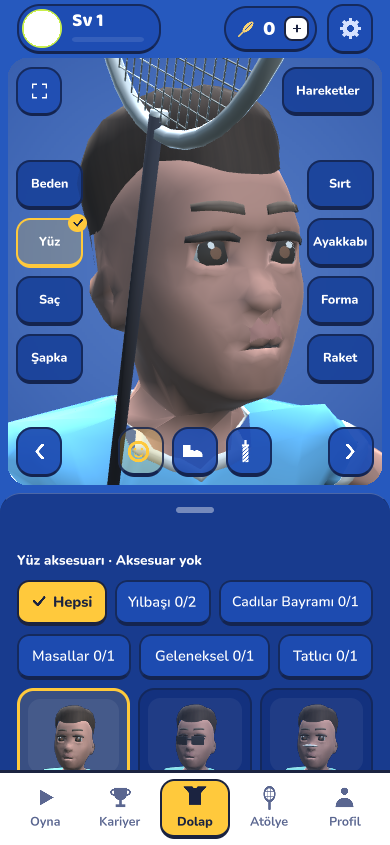 Sv 1
0
+
Hareketler
Beden
Sırt
Yüz
Ayakkabı
Saç
Forma
Şapka
Raket
Yüz aksesuarı · Aksesuar yok
Hepsi
Yılbaşı 0/2
Cadılar Bayramı 0/1
Masallar 0/1
Geleneksel 0/1
Tatlıcı 0/1
Oyna
Kariyer
Dolap
Atölye
Profil